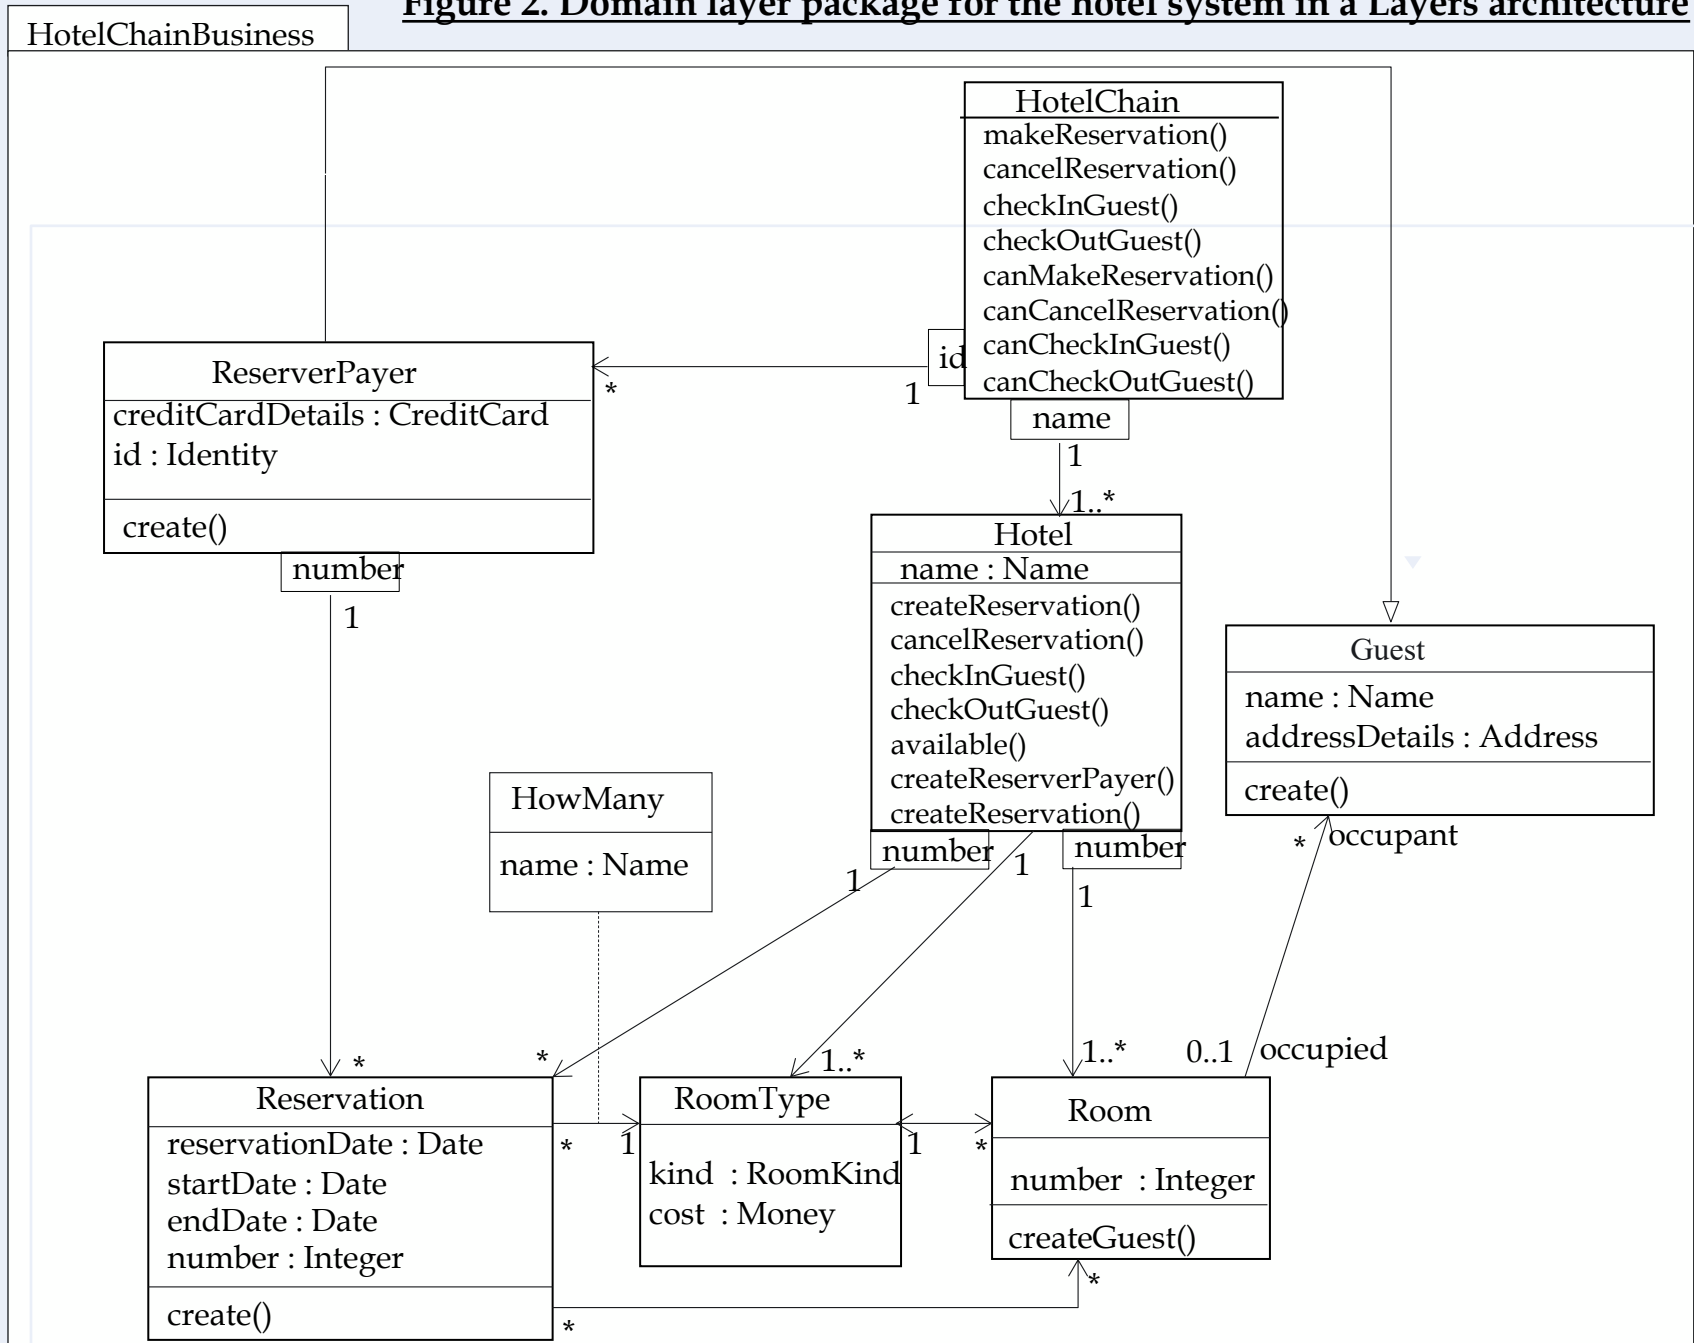 Figure 2. Domain layer package for the hotel system in a Layers architecture
HotelChainBusiness
HotelChain
makeReservation()
cancelReservation()
checkInGuest()
checkOutGuest()
canMakeReservation()
canCancelReservation()
canCheckInGuest()
canCheckOutGuest()
id
1
*
name
1
1..*
ReserverPayer
creditCardDetails : CreditCard
id : Identity
create()
number
1
*
Hotel
name : Name
createReservation()
cancelReservation()
checkInGuest()
checkOutGuest()
available()
createReserverPayer()
createReservation()
number
1
*
1
1..*
number
1
1..*
Guest
name : Name
addressDetails : Address
create()
* occupant
0..1 occupied
HowMany
name : Name
Reservation
reservationDate : Date
startDate : Date
endDate : Date
number : Integer
create()
*
1
RoomType
kind : RoomKind
cost : Money
1
*
Room
number : Integer
createGuest()
*
*